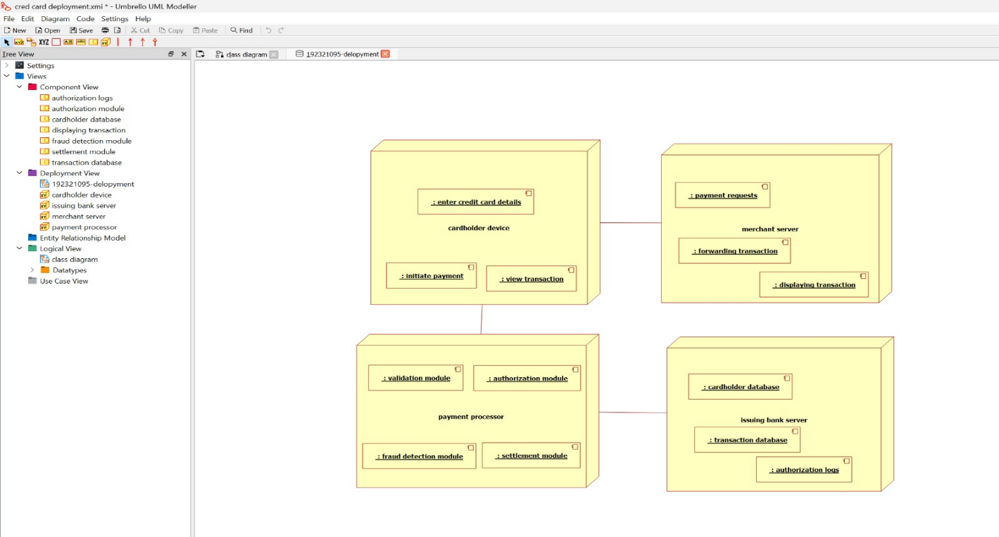 cred card deployment.xmi * - Umbrello UML Modeller
File Edit Diagram Code Settings Help
New Open Save Cut Copy Paste Find
XYZ
Tree View
class diagram
192321095-delopyment
Settings
Views
Component View
authorization logs
authorization module
cardholder database
displaying transaction
fraud detection module
settlement module
transaction database
Deployment View
192321095-delopyment
cardholder device
issuing bank server
merchant server
payment processor
Entity Relationship Model
Logical View
class diagram
Datatypes
Use Case View
: enter credit card details
cardholder device
: initiate payment
: view transaction
: payment requests
merchant server
: forwarding transaction
: displaying transaction
: validation module
: authorization module
payment processor
: fraud detection module
: settlement module
: cardholder database
issuing bank server
: transaction database
: authorization logs